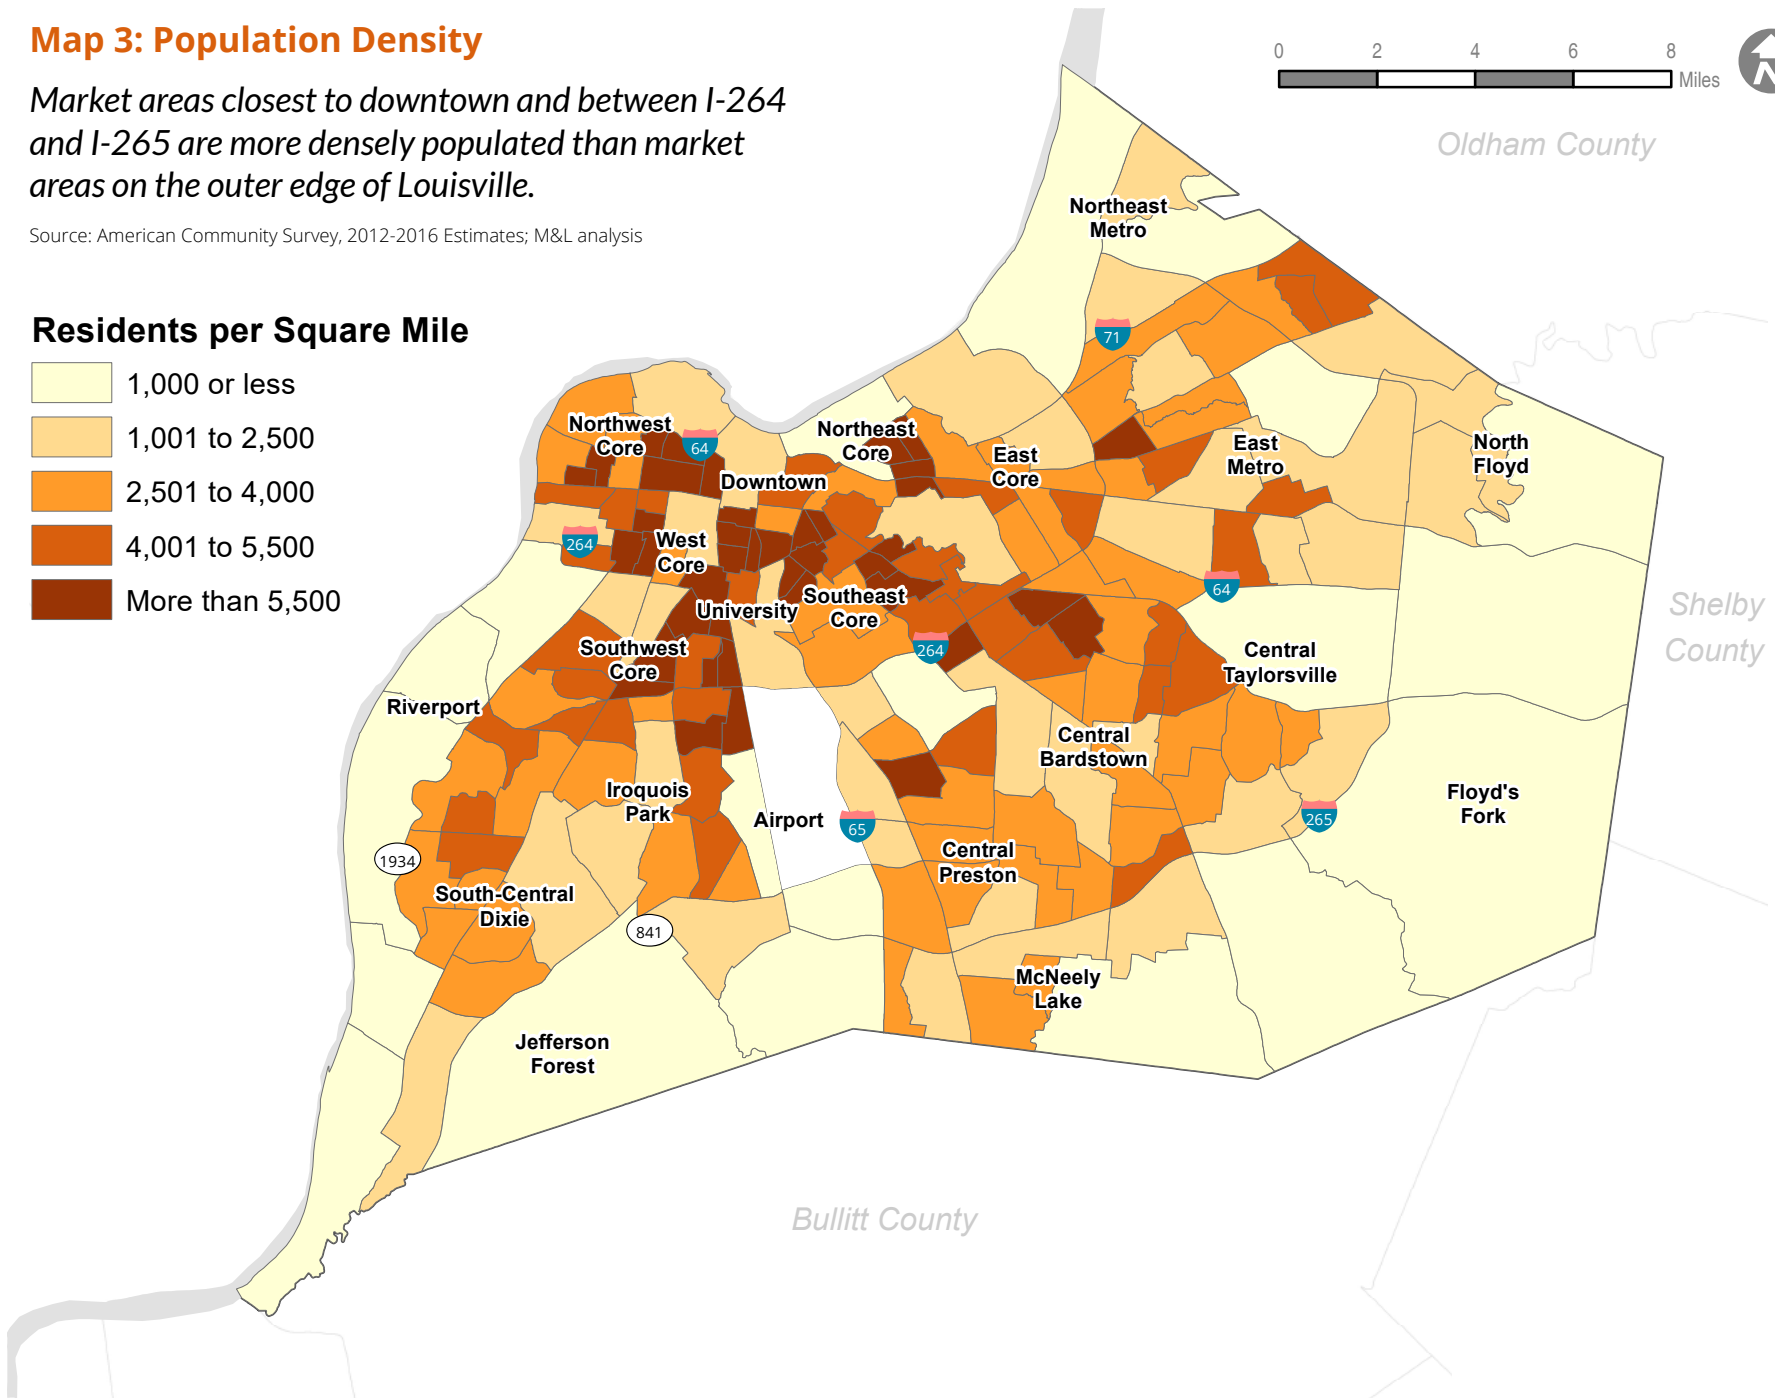 Map 3: Population Density
Market areas closest to downtown and between I-264
and I-265 are more densely populated than market
areas on the outer edge of Louisville.
Source: American Community Survey, 2012-2016 Estimates; M&L analysis
0 2 4 6 8
Miles
N
Oldham County
Residents per Square Mile
1,000 or less
1,001 to 2,500
2,501 to 4,000
4,001 to 5,500
More than 5,500
Northeast
Metro
71
Northwest
Core
64
Northeast
Core
Downtown
East
Core
East
Metro
North
Floyd
264
West
Core
University
Southeast
Core
264
64
Shelby
County
Southwest
Core
Central
Taylorsville
Riverport
Central
Bardstown
Iroquois
Park
Airport
65
Floyd's
Fork
265
1934
Central
Preston
South-Central
Dixie
841
McNeely
Lake
Jefferson
Forest
Bullitt County